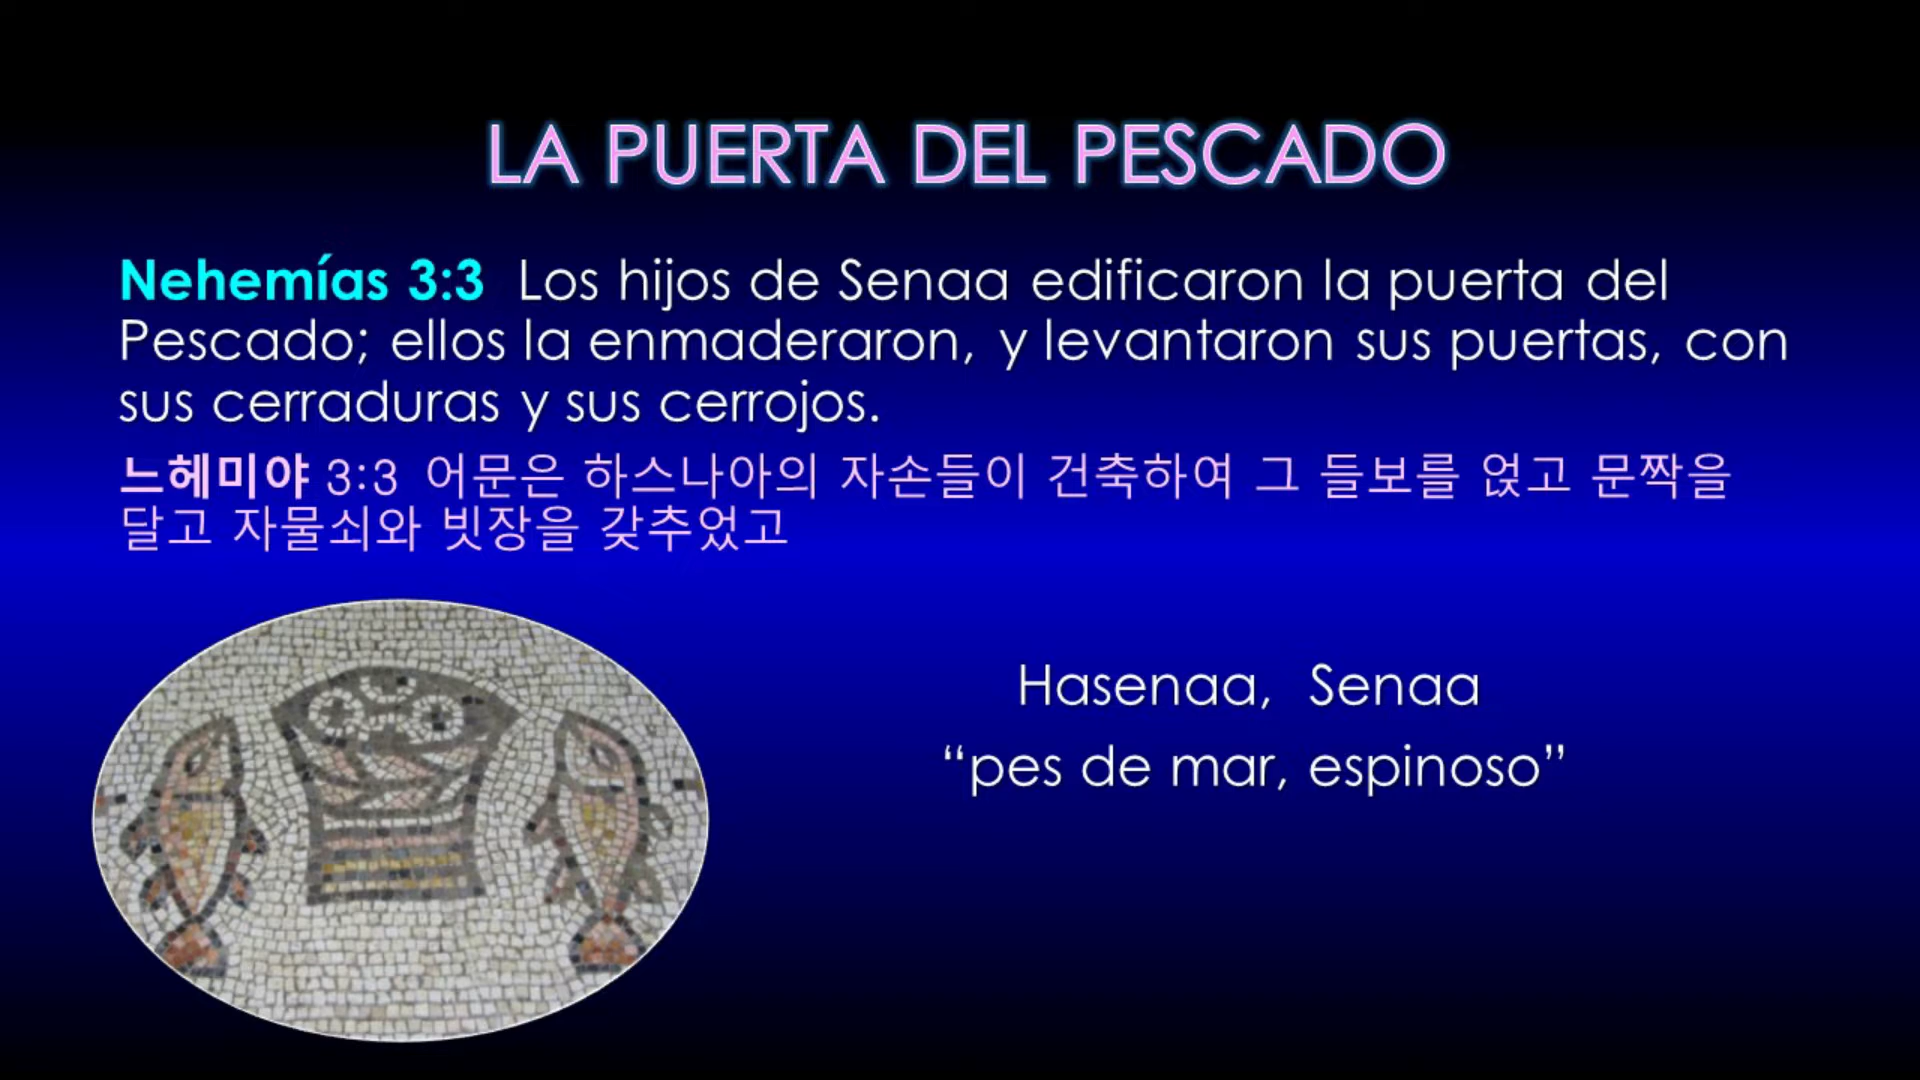 LA PUERTA DEL PESCADO
Nehemías 3:3 Los hijos de Senaa edificaron la puerta del
Pescado; ellos la enmaderaron, y levantaron sus puertas, con
sus cerraduras y sus cerrojos.
느헤미야 3:3 어문은 하스나아의 자손들이 건축하여 그 들보를 얹고 문짝을
달고 자물쇠와 빗장을 갖추었고
Hasenaa, Senaa
“pes de mar, espinoso”